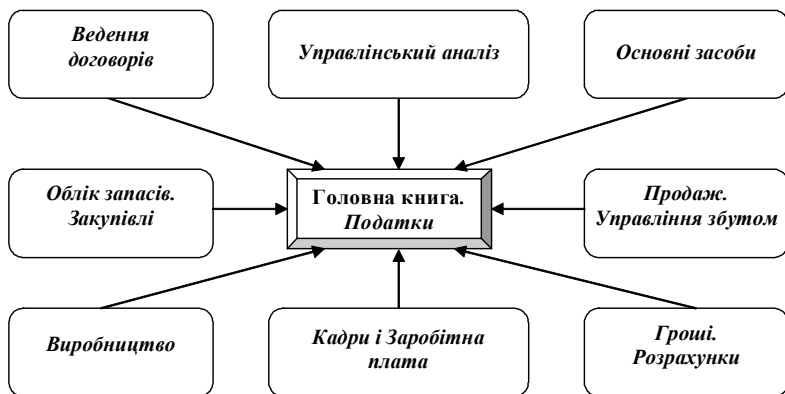 Ведення
договорів
Управлінський аналіз
Основні засоби
Облік запасів.
Закупівлі
Головна книга.
Податки
Продаж.
Управління збутом
Виробництво
Кадри і Заробітна
плата
Гроші.
Розрахунки